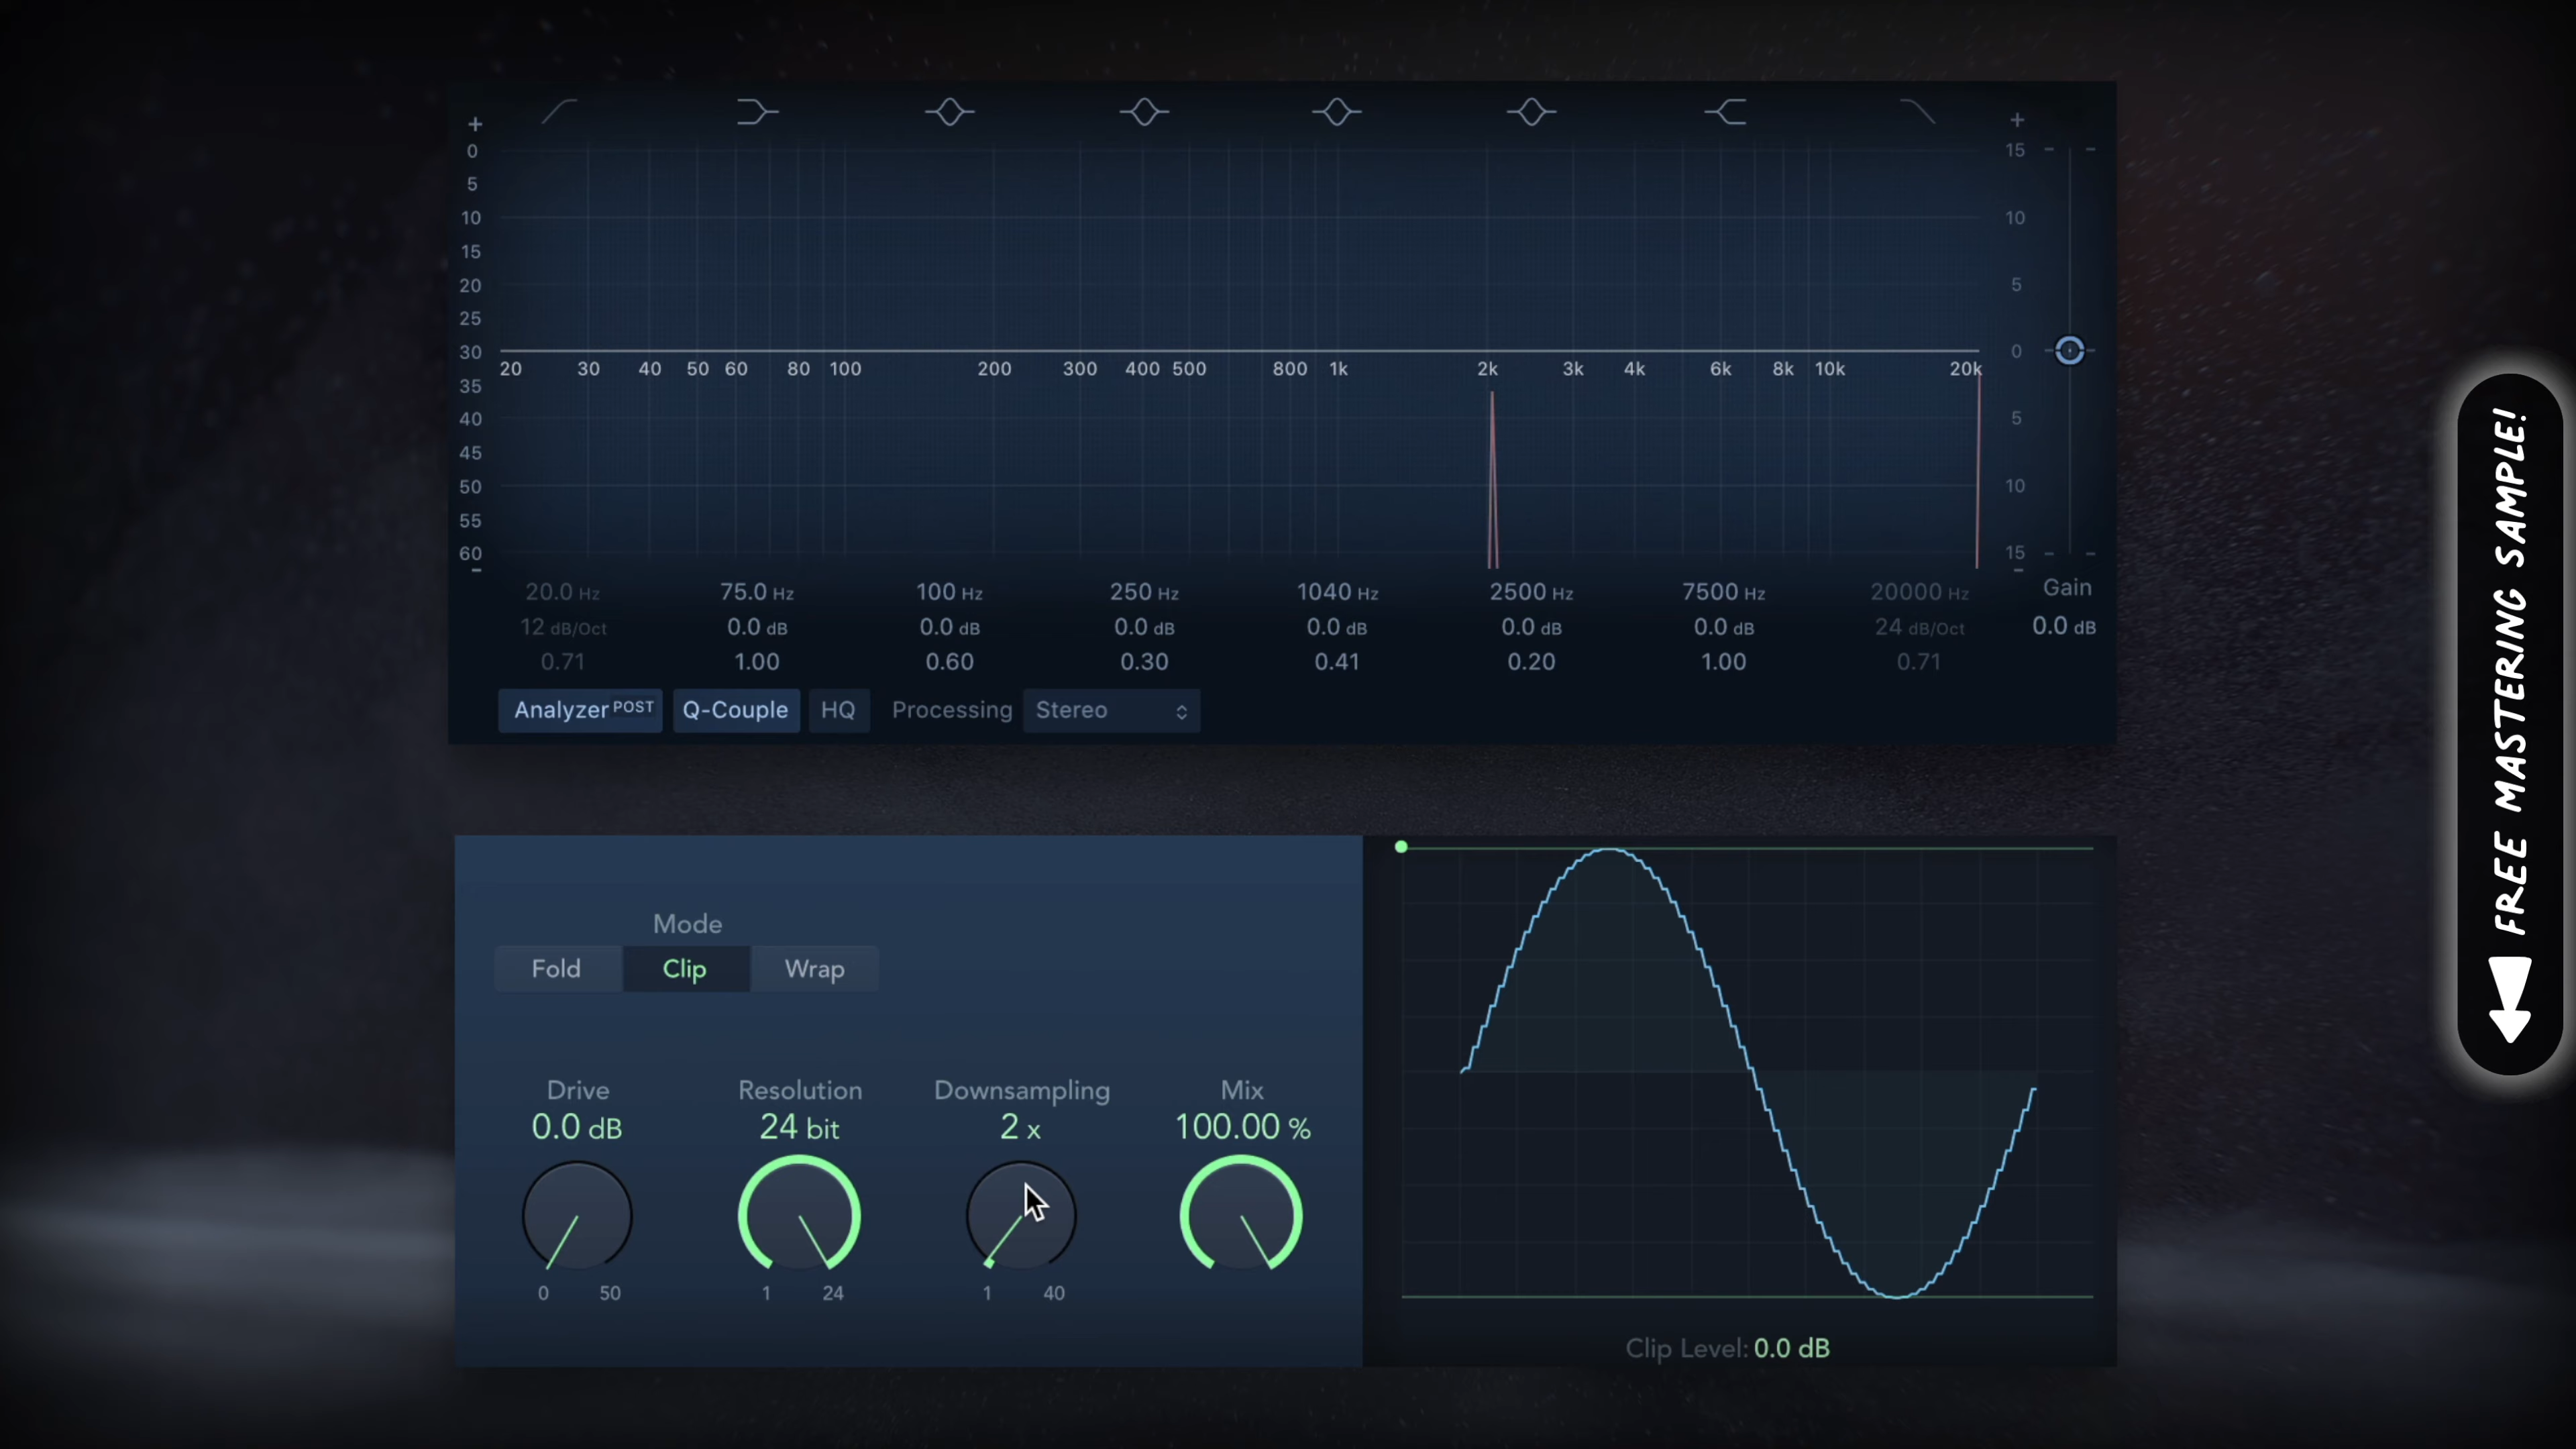 + +
0 15
5
10 10
15
20 5
25
30 0
20 30 40 50 60 80 100 200 300 400 500 800 1k 2k 3k 4k 6k 8k 10k 20k
35
40 5
45
50 10
55
60 15
- -
20.0 Hz 75.0 Hz 100 Hz 250 Hz 1040 Hz 2500 Hz 7500 Hz 20000 Hz Gain
12 dB/Oct 0.0 dB 0.0 dB 0.0 dB 0.0 dB 0.0 dB 0.0 dB 24 dB/Oct 0.0 dB
0.71 1.00 0.60 0.30 0.41 0.20 1.00 0.71
Analyzer POST Q-Couple HQ Processing Stereo
Mode
Fold Clip Wrap
Drive Resolution Downsampling Mix
0.0 dB 24 bit 2 x 100.00 %
0 50 1 24 1 40
Clip Level: 0.0 dB
FREE MASTERING SAMPLE!